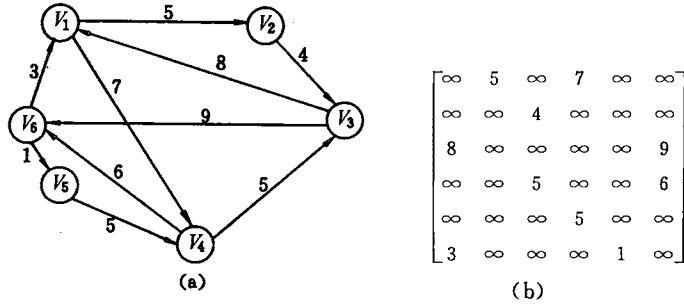 V₁ 5 V₂
4
8
3 7
9 V₃
V₆
1 6 5
V₅
5
V₄
(a)
∞ 5 ∞ 7 ∞ ∞
∞ ∞ 4 ∞ ∞ ∞
8 ∞ ∞ ∞ ∞ 9
∞ ∞ 5 ∞ ∞ 6
∞ ∞ ∞ 5 ∞ ∞
3 ∞ ∞ ∞ 1 ∞
(b)